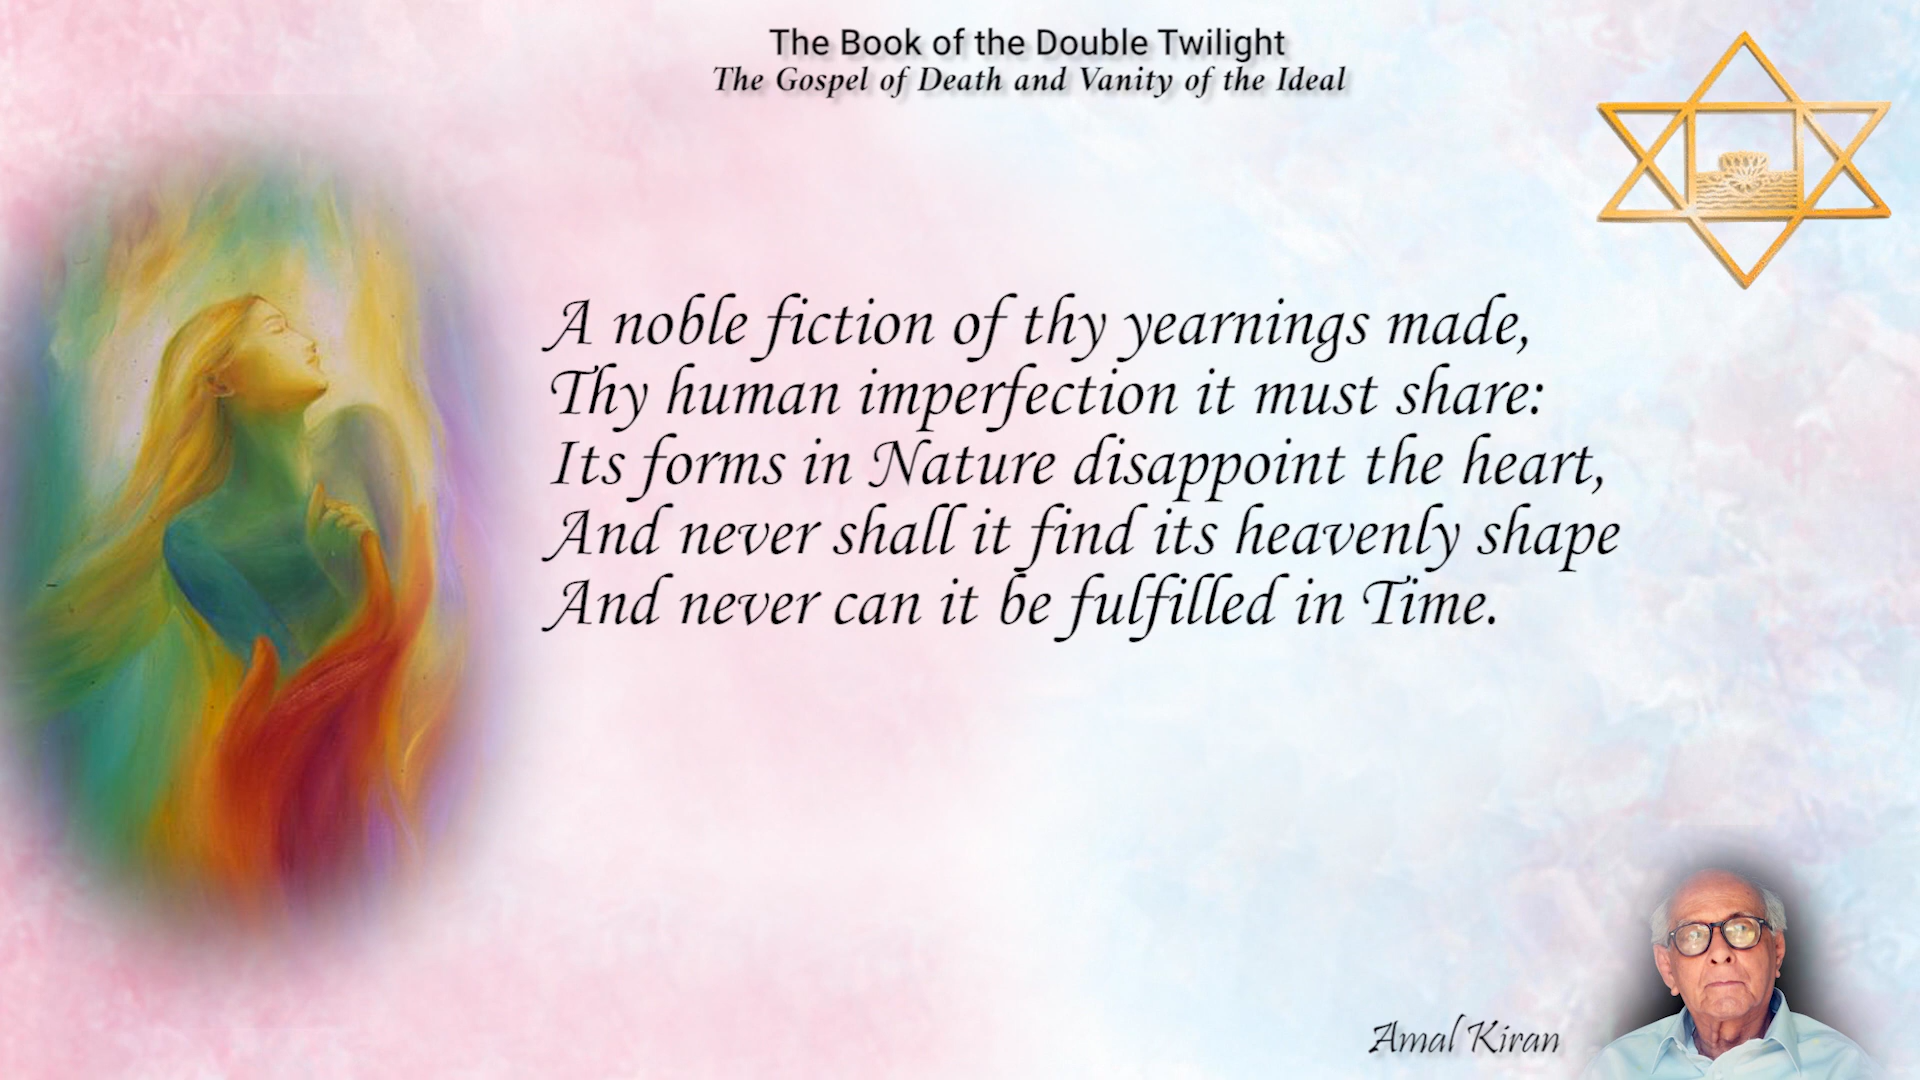 The Book of the Double Twilight
The Gospel of Death and Vanity of the Ideal
A noble fiction of thy yearnings made,
Thy human imperfection it must share:
Its forms in Nature disappoint the heart,
And never shall it find its heavenly shape
And never can it be fulfilled in Time.
Amal Kiran